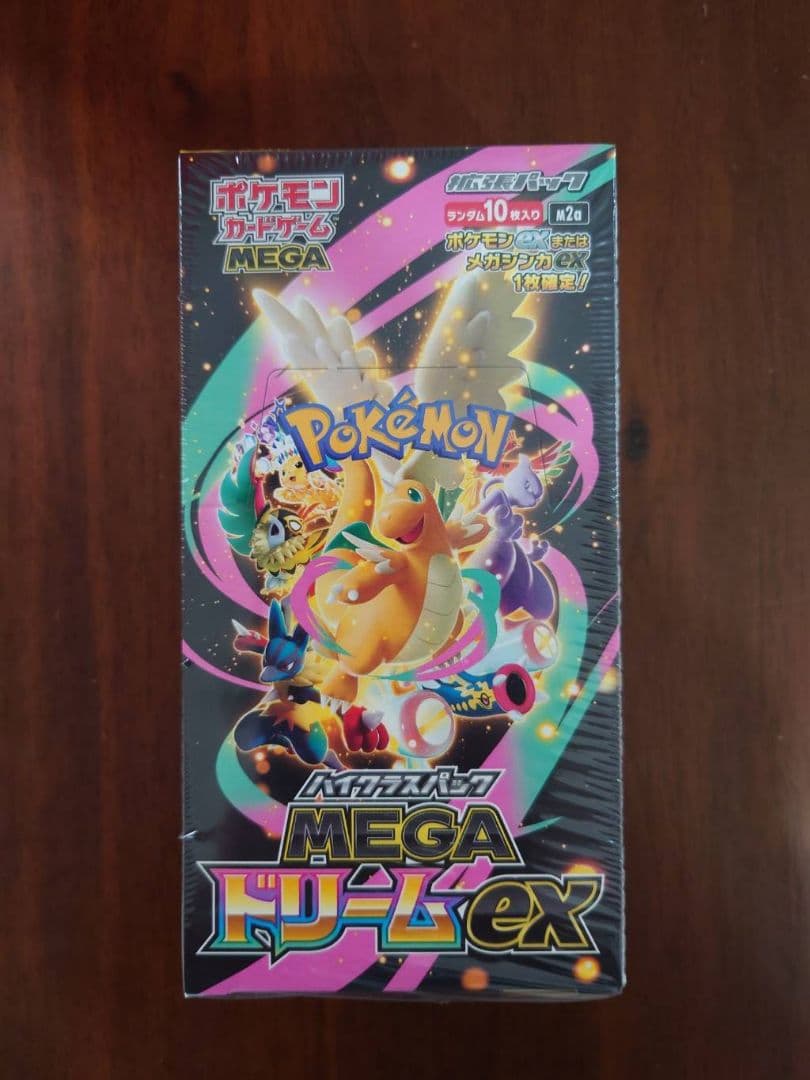 ポケモン
カードゲーム
MEGA
拡張パック
ランダム10枚入り M2a
ポケモンexまたは
メガシンカex
1枚確定!
POKéMON
TM
ハイクラスパック
MEGA
ドリームex